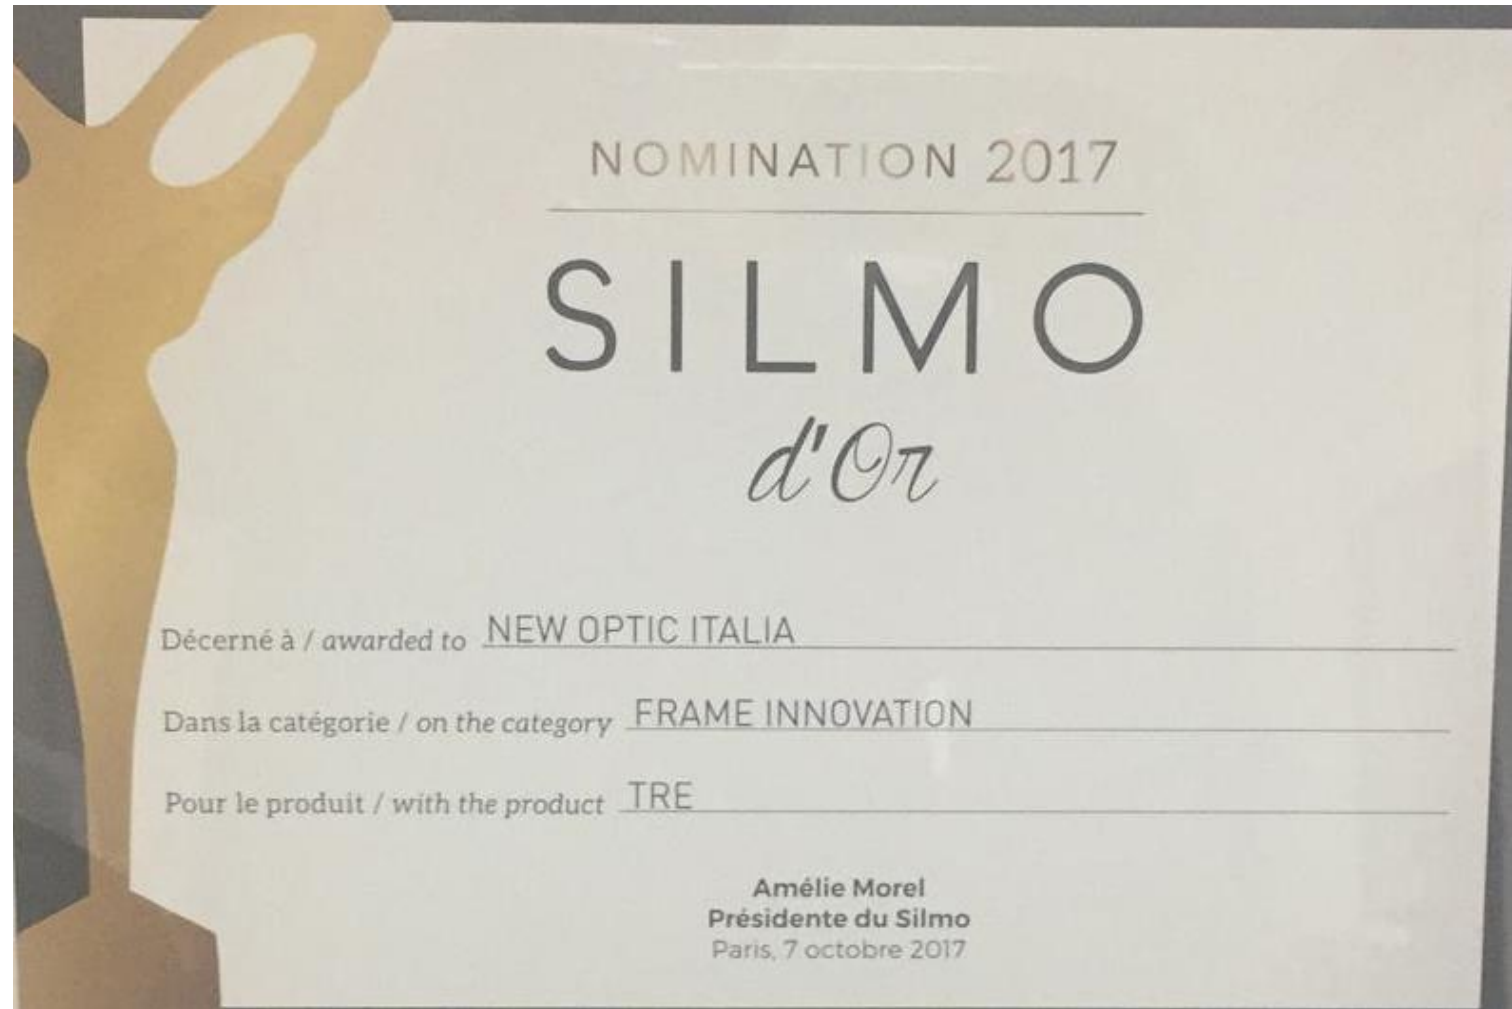 NOMINATION 2017
SILMO
d'Or
Décerné à / awarded to NEW OPTIC ITALIA
Dans la catégorie / on the category FRAME INNOVATION
Pour le produit / with the product TRE
Amélie Morel
Présidente du Silmo
Paris, 7 octobre 2017